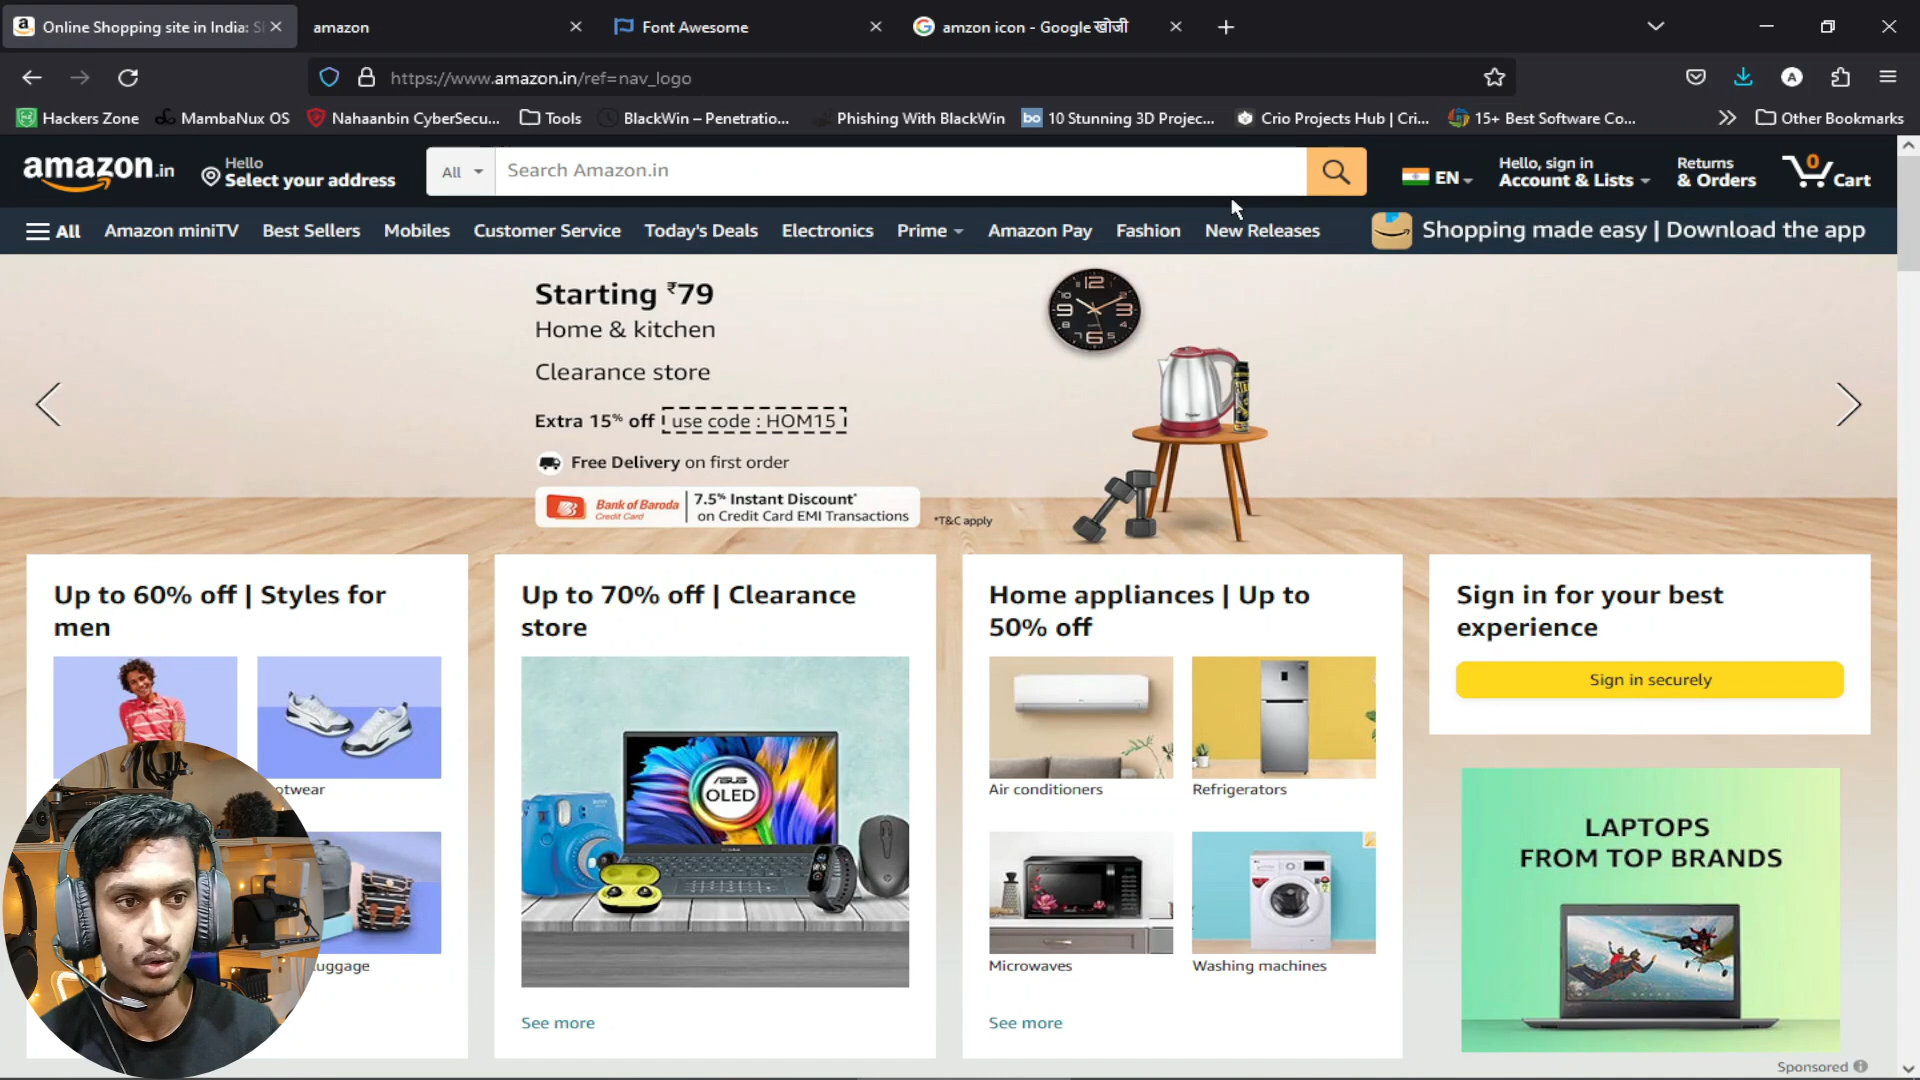 Online Shopping site in India: S
amazon
Font Awesome
amzon icon - Google खोजी
https://www.amazon.in/ref=nav_logo
Hackers Zone
MambaNux OS
Nahaanbin CyberSecu...
Tools
BlackWin – Penetratio...
Phishing With BlackWin
bo 10 Stunning 3D Projec...
Crio Projects Hub | Cri...
15+ Best Software Co...
Other Bookmarks
amazon.in
Hello
Select your address
All
Search Amazon.in
EN
Hello, sign in
Account & Lists
Returns
& Orders
0
Cart
All
Amazon miniTV
Best Sellers
Mobiles
Customer Service
Today's Deals
Electronics
Prime
Amazon Pay
Fashion
New Releases
Shopping made easy | Download the app
Starting ₹79
Home & kitchen
Clearance store
Extra 15% off use code : HOM15
Free Delivery on first order
Bank of Baroda
Credit Card
7.5% Instant Discount*
on Credit Card EMI Transactions
*T&C apply
Up to 60% off | Styles for
men
otwear
uggage
Up to 70% off | Clearance
store
ASUS
OLED
See more
Home appliances | Up to
50% off
Air conditioners
Refrigerators
Microwaves
Washing machines
See more
Sign in for your best
experience
Sign in securely
LAPTOPS
FROM TOP BRANDS
Sponsored